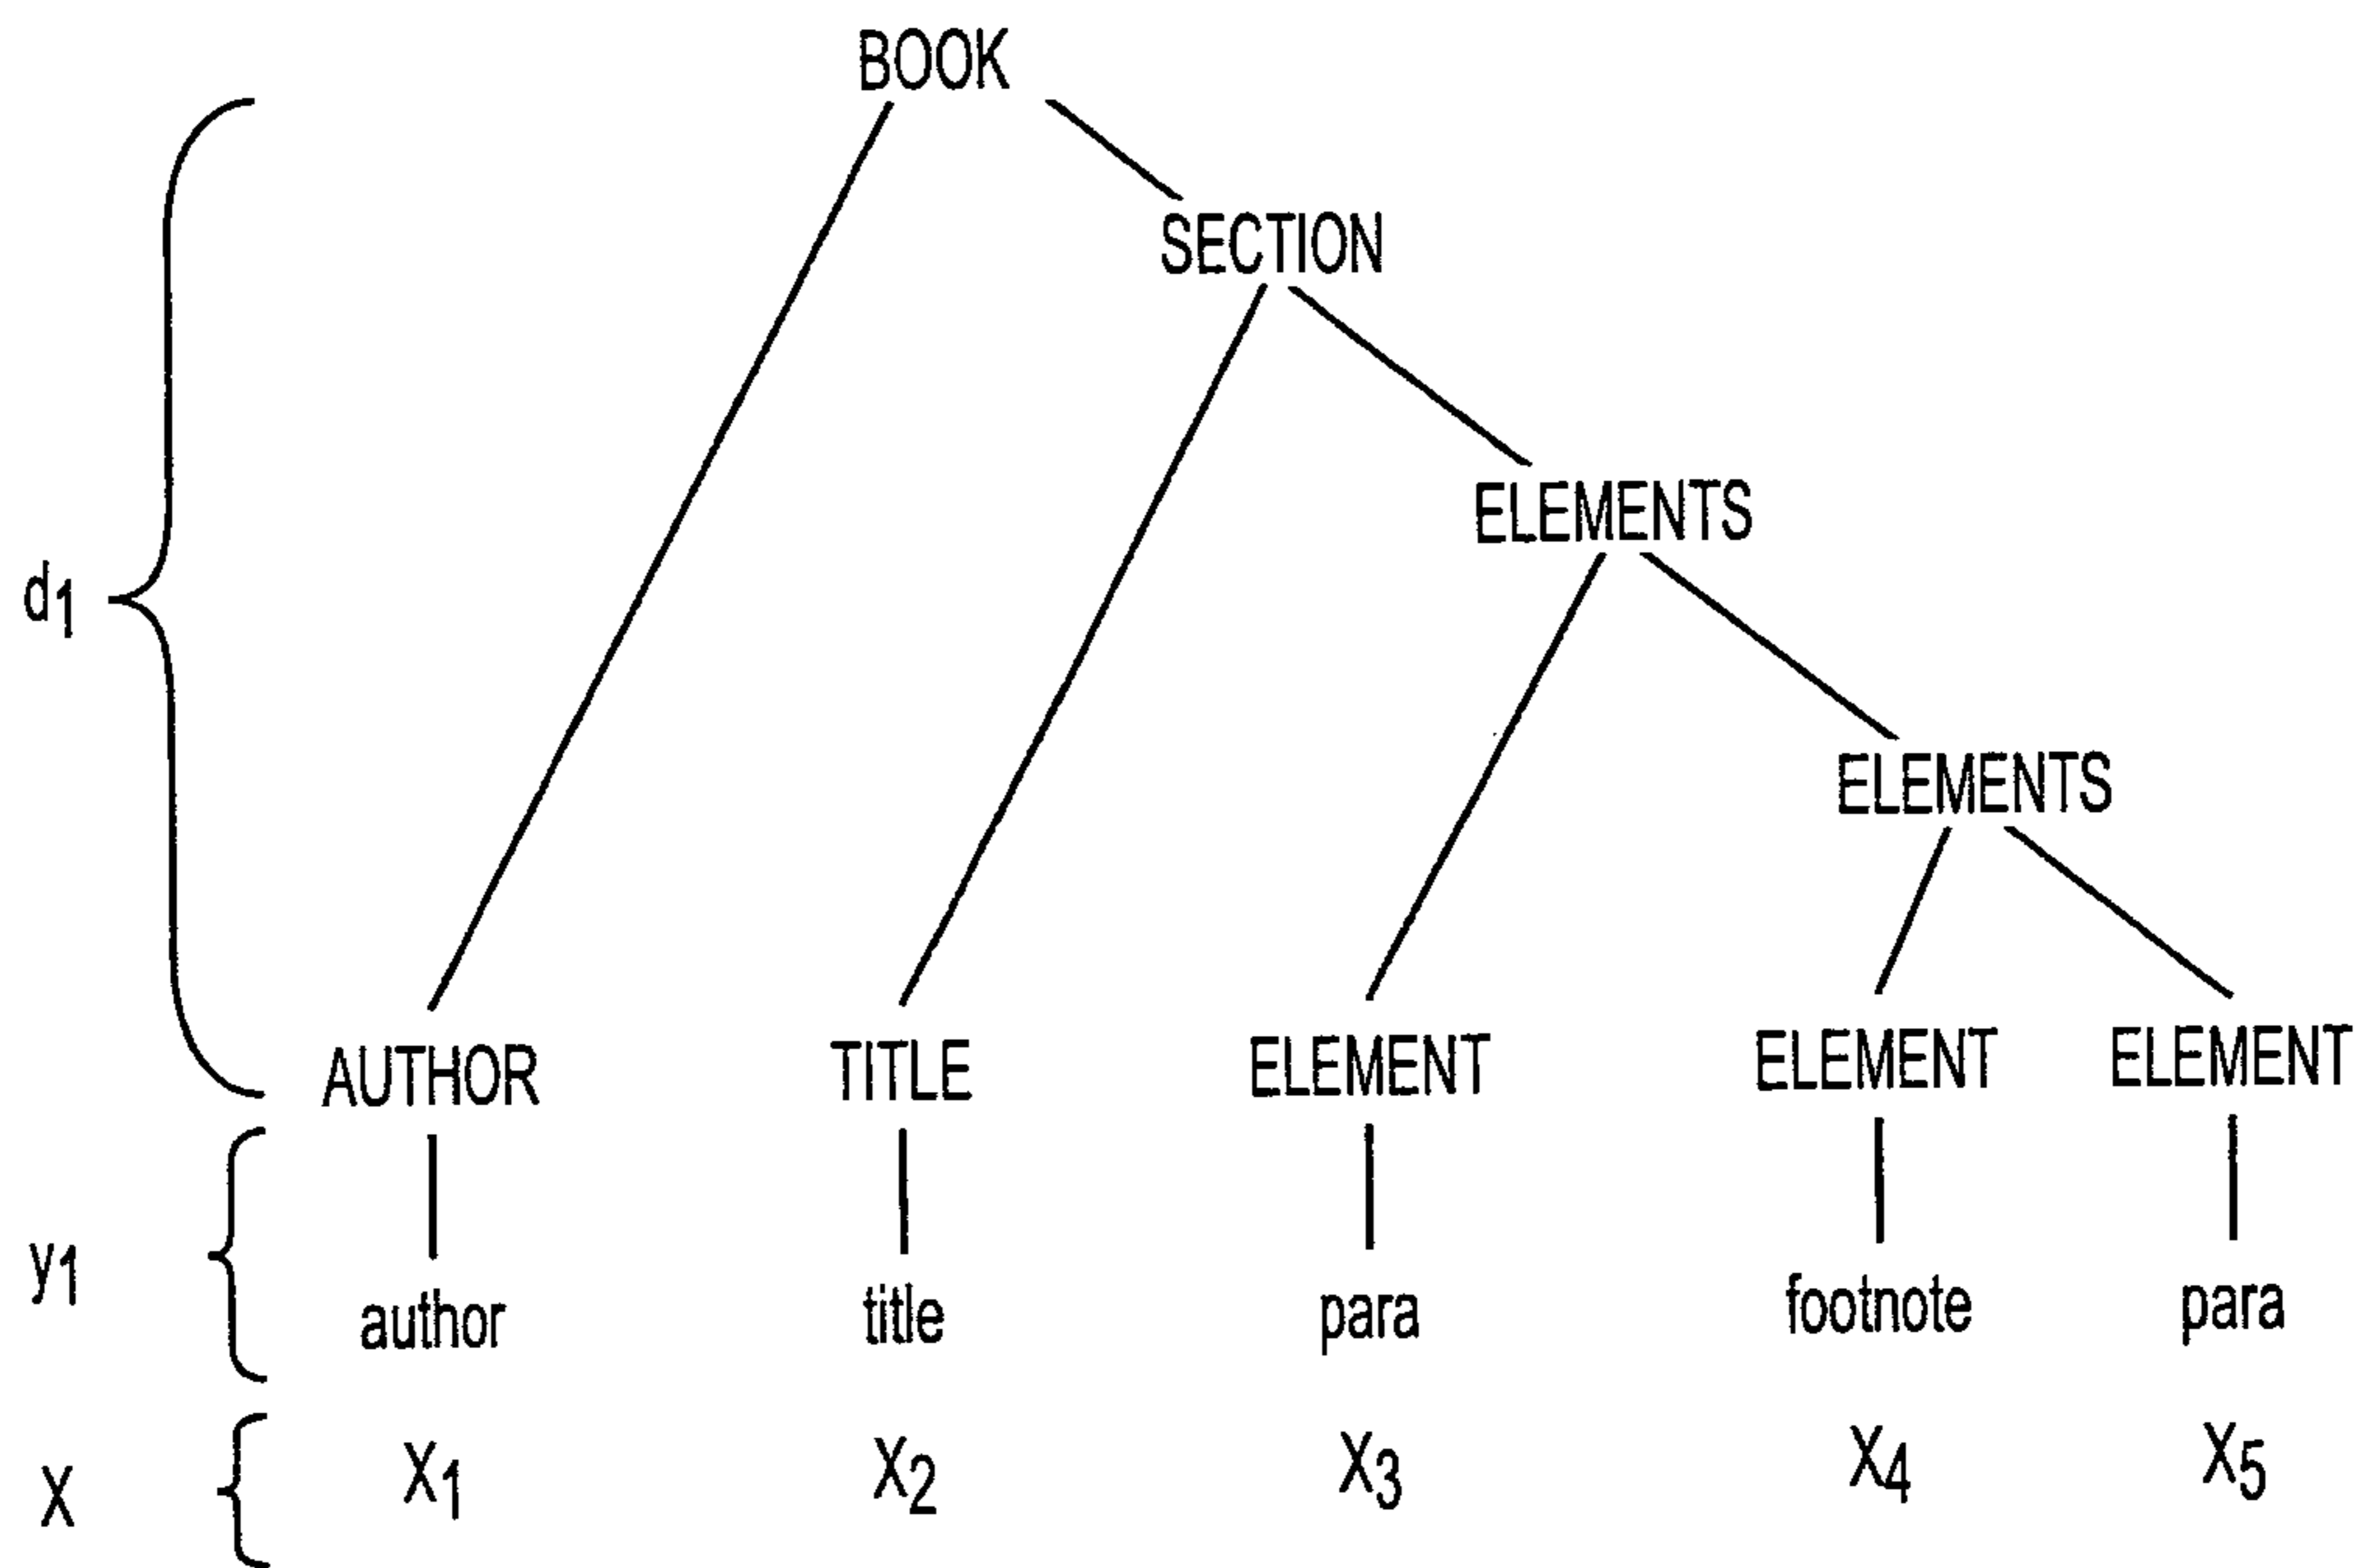 BOOK
SECTION
ELEMENTS
d1
ELEMENTS
AUTHOR TITLE ELEMENT ELEMENT ELEMENT
y1 author title para footnote para
X X1 X2 X3 X4 X5